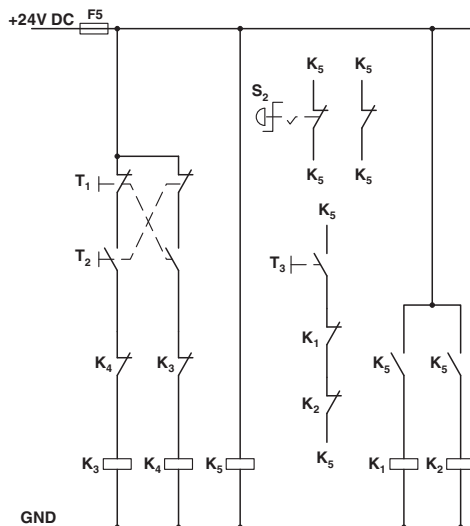 +24V DC
F5
K5 K5
S2
K5 K5
T1
K5
T2
T3
K1
K4 K3 K5 K5
K2
K3 K4 K5 K5 K1 K2
GND